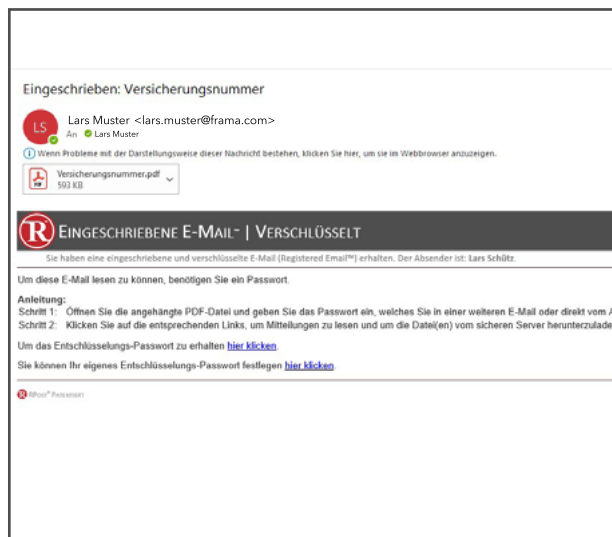 Eingeschrieben: Versicherungsnummer
LS
Lars Muster <lars.muster@frama.com>
An Lars Muster
Wenn Probleme mit der Darstellungsweise dieser Nachricht bestehen, klicken Sie hier, um sie im Webbrowser anzuzeigen.
PDF
Versicherungsnummer.pdf
593 KB
R EINGESCHRIEBENE E-MAIL™ | VERSCHLÜSSELT
Sie haben eine eingeschriebene und verschlüsselte E-Mail (Registered Email™) erhalten. Der Absender ist: Lars Schütz.
Um diese E-Mail lesen zu können, benötigen Sie ein Passwort.
Anleitung:
Schritt 1: Öffnen Sie die angehängte PDF-Datei und geben Sie das Passwort ein, welches Sie in einer weiteren E-Mail oder direkt vom A
Schritt 2: Klicken Sie auf die entsprechenden Links, um Mitteilungen zu lesen und um die Datei(en) vom sicheren Server herunterzulade
Um das Entschlüsselungs-Passwort zu erhalten hier klicken.
Sie können Ihr eigenes Entschlüsselungs-Passwort festlegen hier klicken.
R RPost®